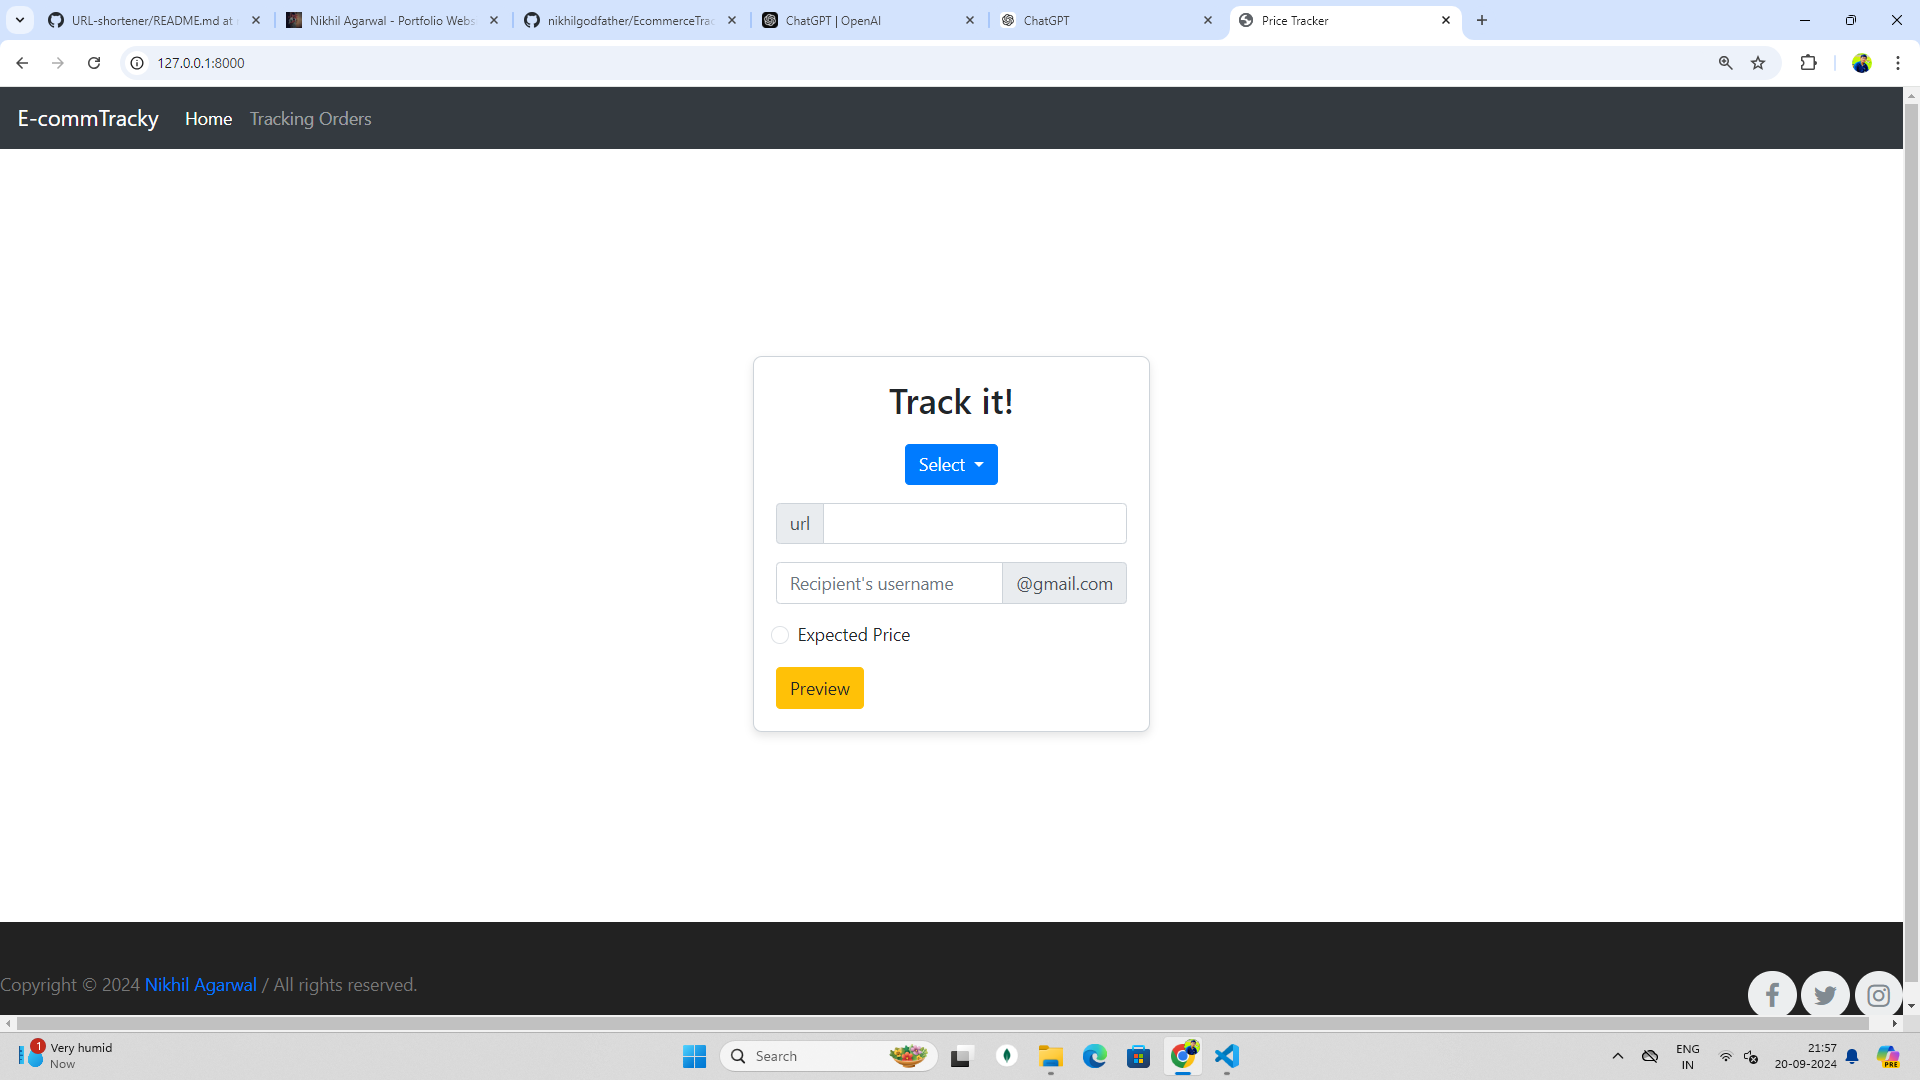 URL-shortener/README.md at
Nikhil Agarwal - Portfolio Webs
nikhilgodfather/EcommerceTrac
ChatGPT | OpenAI
ChatGPT
Price Tracker
127.0.0.1:8000
E-commTracky
Home
Tracking Orders
Track it!
Select
url
Recipient's username
@gmail.com
Expected Price
Preview
Copyright © 2024 Nikhil Agarwal / All rights reserved.
1
Very humid
Now
Search
ENG
IN
21:57
20-09-2024
PRE